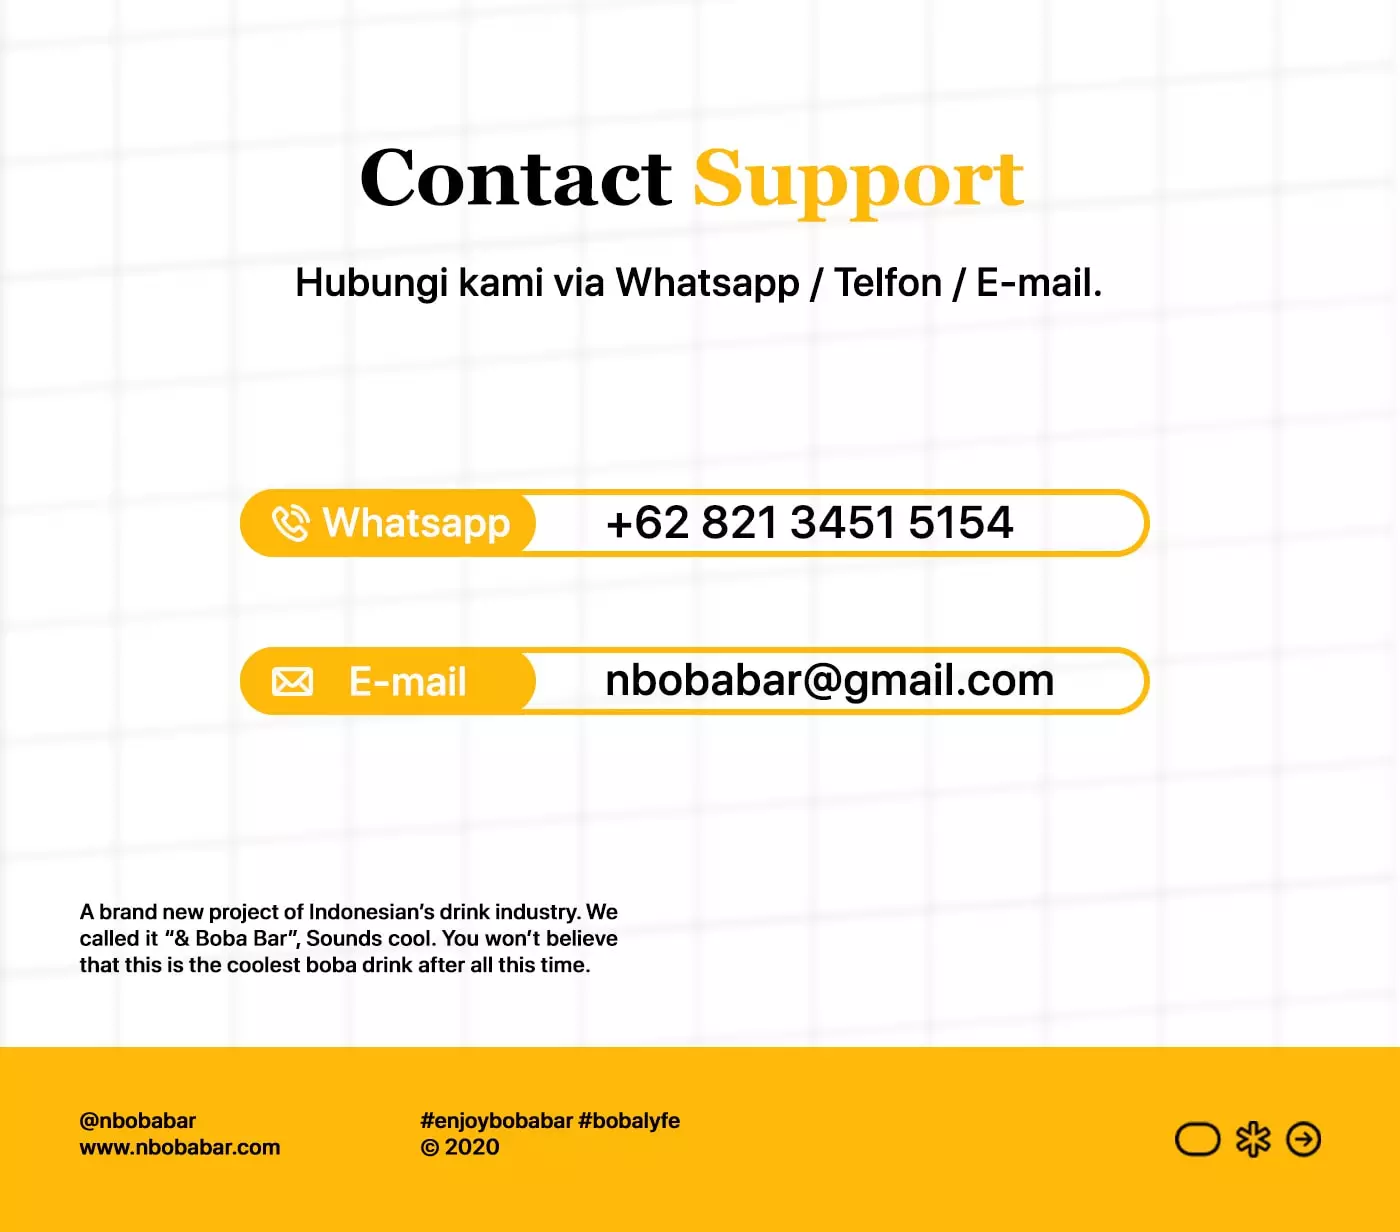 Contact Support
Hubungi kami via Whatsapp / Telfon / E-mail.
Whatsapp +62 821 3451 5154
E-mail nbobabar@gmail.com
A brand new project of Indonesian’s drink industry. We
called it “& Boba Bar”, Sounds cool. You won’t believe
that this is the coolest boba drink after all this time.
@nbobabar
www.nbobabar.com
#enjoybobabar #bobalyfe
© 2020